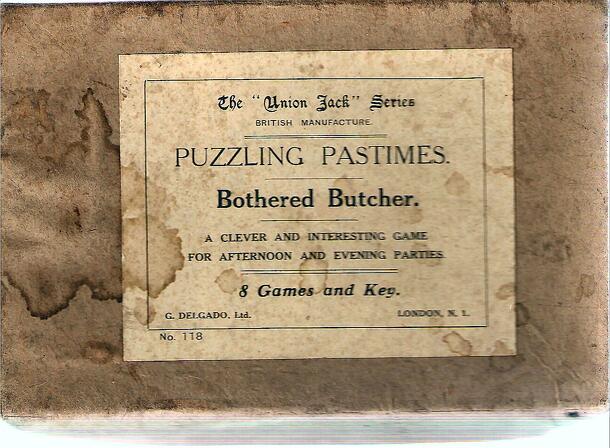 The "Union Jack" Series
BRITISH MANUFACTURE.
PUZZLING PASTIMES.
Bothered Butcher.
A CLEVER AND INTERESTING GAME
FOR AFTERNOON AND EVENING PARTIES.
8 Games and Key.
G. DELGADO, Ltd. LONDON, N. 1.
No. 118